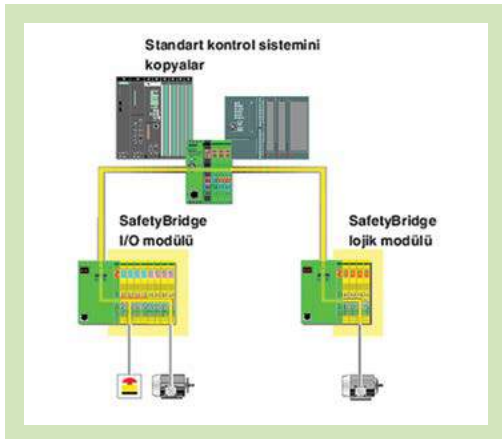 Standart kontrol sistemini
kopyalar
SafetyBridge
I/O modülü
SafetyBridge
lojik modülü